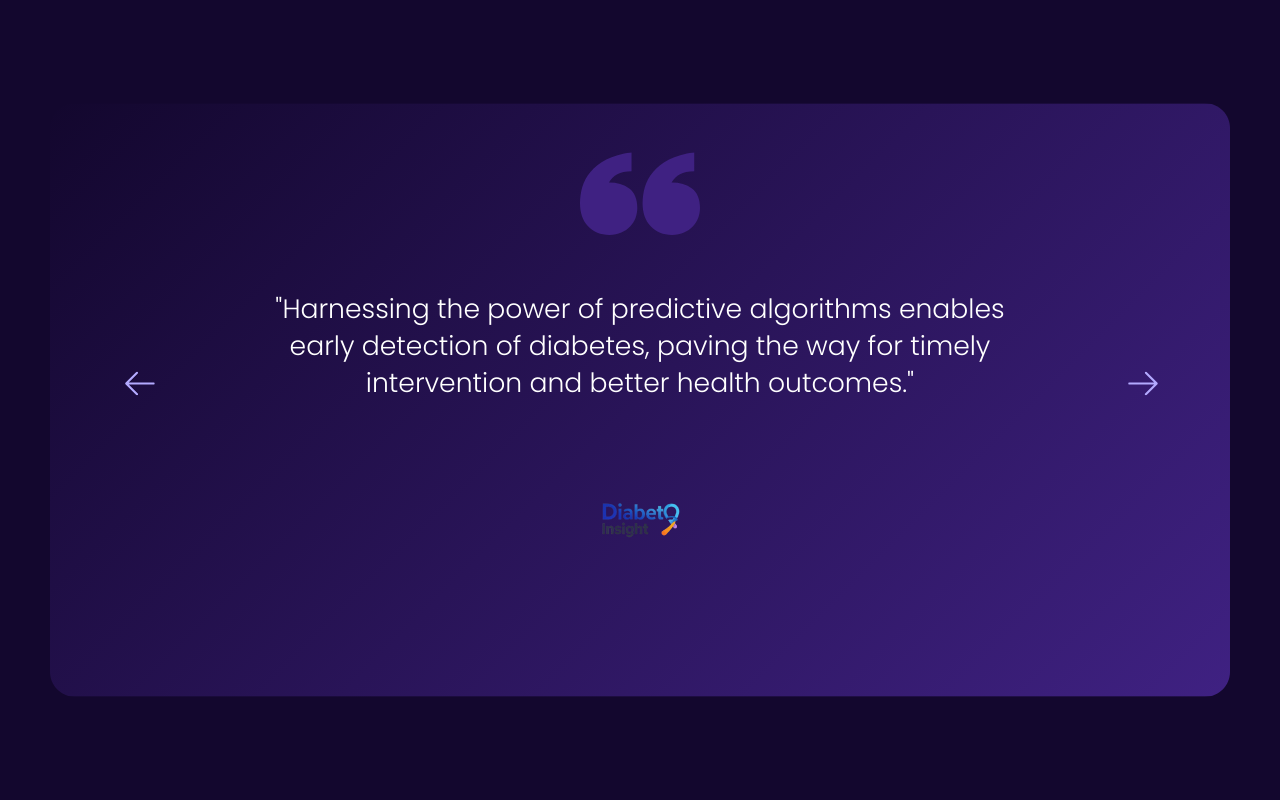 "Harnessing the power of predictive algorithms enables
early detection of diabetes, paving the way for timely
intervention and better health outcomes."
Diabeto
Insight